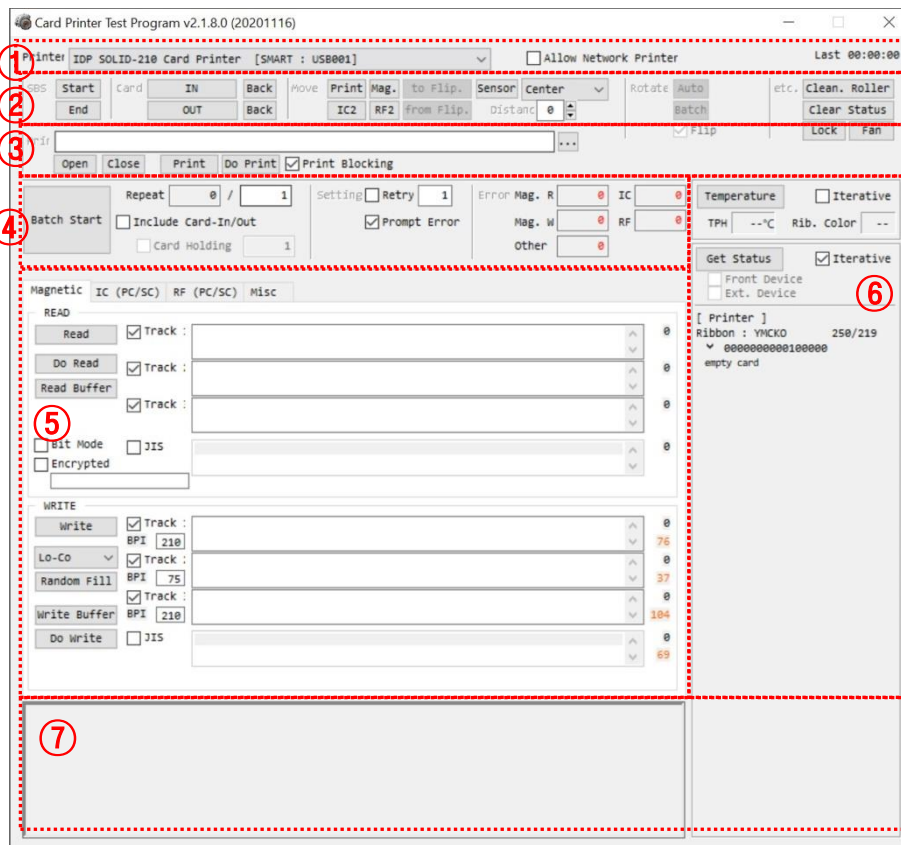 Card Printer Test Program v2.1.8.0 (20201116)
① Printer IDP SOLID-210 Card Printer [SMART : USB001] Allow Network Printer Last 00:00:00
SBS Start Card IN Back Move Print Mag. to Flip. Sensor Center Rotate Auto etc. Clean. Roller
② End OUT Back IC2 RF2 from Flip. Distanc 0 Batch Clear Status
Flip Lock Fan
③ ...
Open Close Print Do Print Print Blocking
④ Batch Start Repeat 0 / 1 Setting Retry 1 Error Mag. R 0 IC 0 Temperature Iterative
Include Card-In/Out Prompt Error Mag. W 0 RF 0 TPH --°C Rib. Color --
Card Holding 1 Other 0
Get Status Iterative
Front Device
Ext. Device
⑥
[ Printer ]
Ribbon : YMCKO 250/219
0000000000100000
empty card
Magnetic IC (PC/SC) RF (PC/SC) Misc
READ
Read Track : 0
Do Read Track : 0
Read Buffer
Track : 0
⑤
Bit Mode JIS 0
Encrypted
WRITE
Write Track : 0
BPI 210 76
Lo-Co Track : 0
Random Fill BPI 75 37
Track : 0
Write Buffer BPI 210 104
Do Write JIS 0
69
⑦